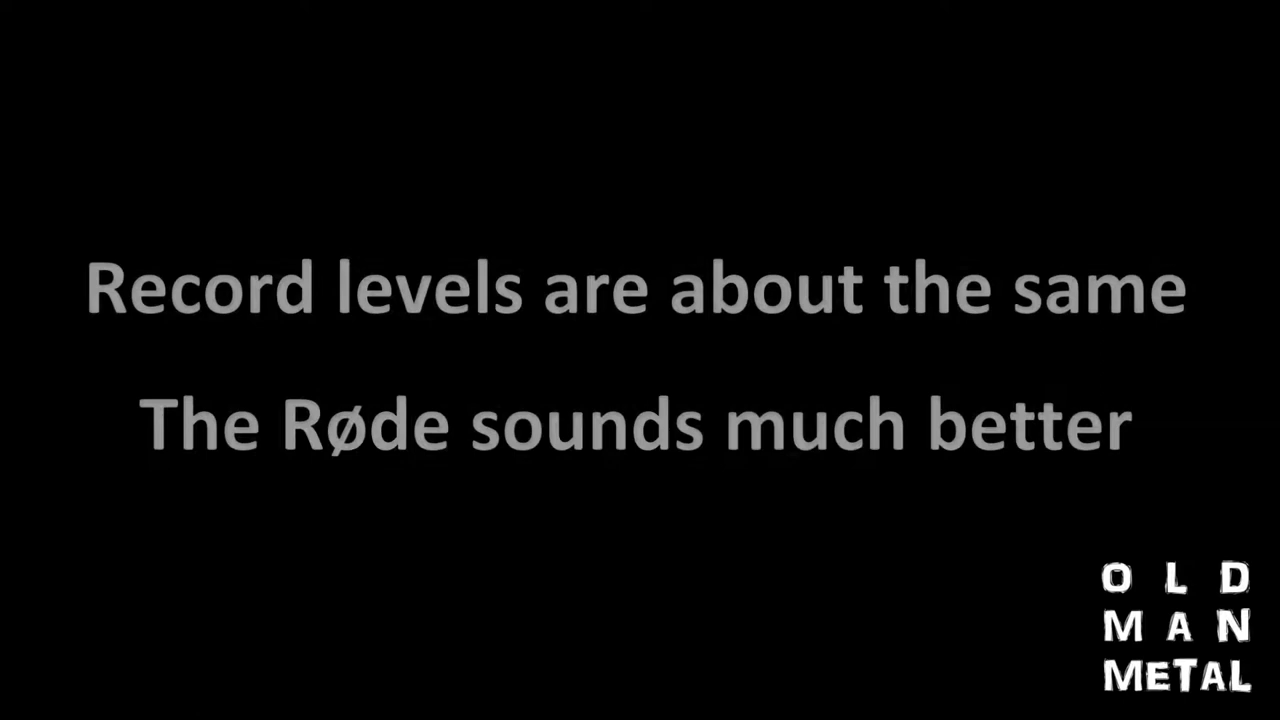 Record levels are about the same
The Røde sounds much better
OLD
MAN
METAL